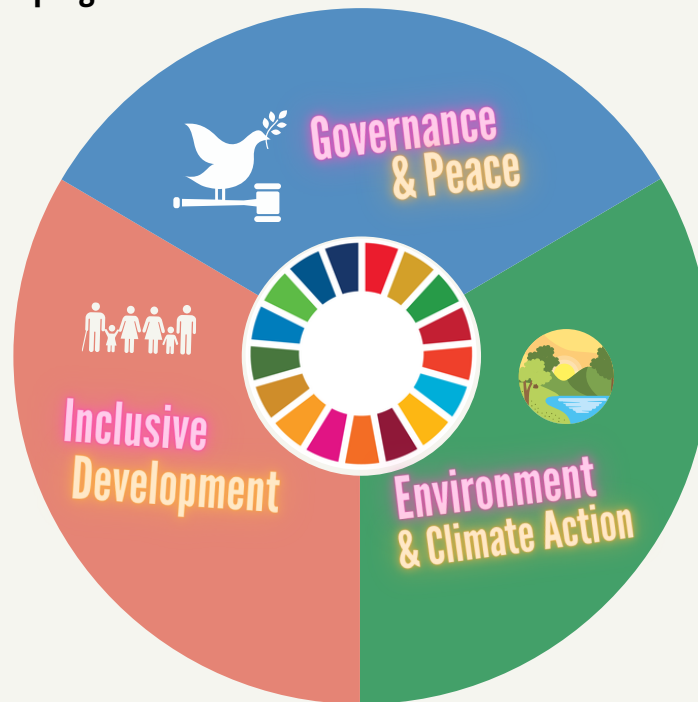 Governance
& Peace
Inclusive
Development
Environment
& Climate Action